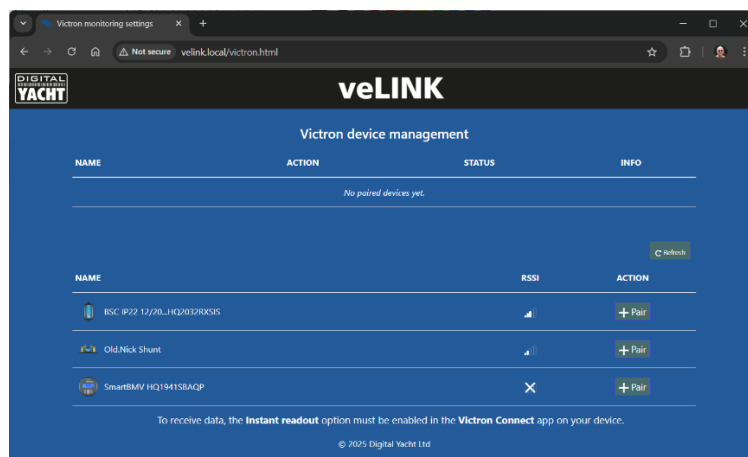 Victron monitoring settings
Not secure velink.local/victron.html
DIGITAL
YACHT
veLINK
Victron device management
NAME ACTION STATUS INFO
No paired devices yet.
Refresh
NAME RSSI ACTION
BSC IP22 12/20...HQ2032RXSIS + Pair
Old.Nick Shunt + Pair
SmartBMV HQ1941SBAQP + Pair
To receive data, the Instant readout option must be enabled in the Victron Connect app on your device.
© 2025 Digital Yacht Ltd